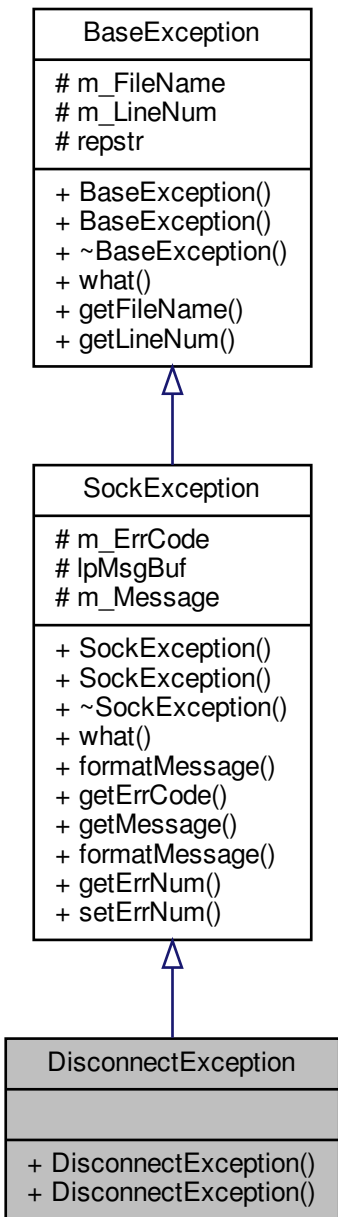 BaseException
# m_FileName
# m_LineNum
# repstr
+ BaseException()
+ BaseException()
+ ~BaseException()
+ what()
+ getFileName()
+ getLineNum()
SockException
# m_ErrCode
# lpMsgBuf
# m_Message
+ SockException()
+ SockException()
+ ~SockException()
+ what()
+ formatMessage()
+ getErrCode()
+ getMessage()
+ formatMessage()
+ getErrNum()
+ setErrNum()
DisconnectException
+ DisconnectException()
+ DisconnectException()